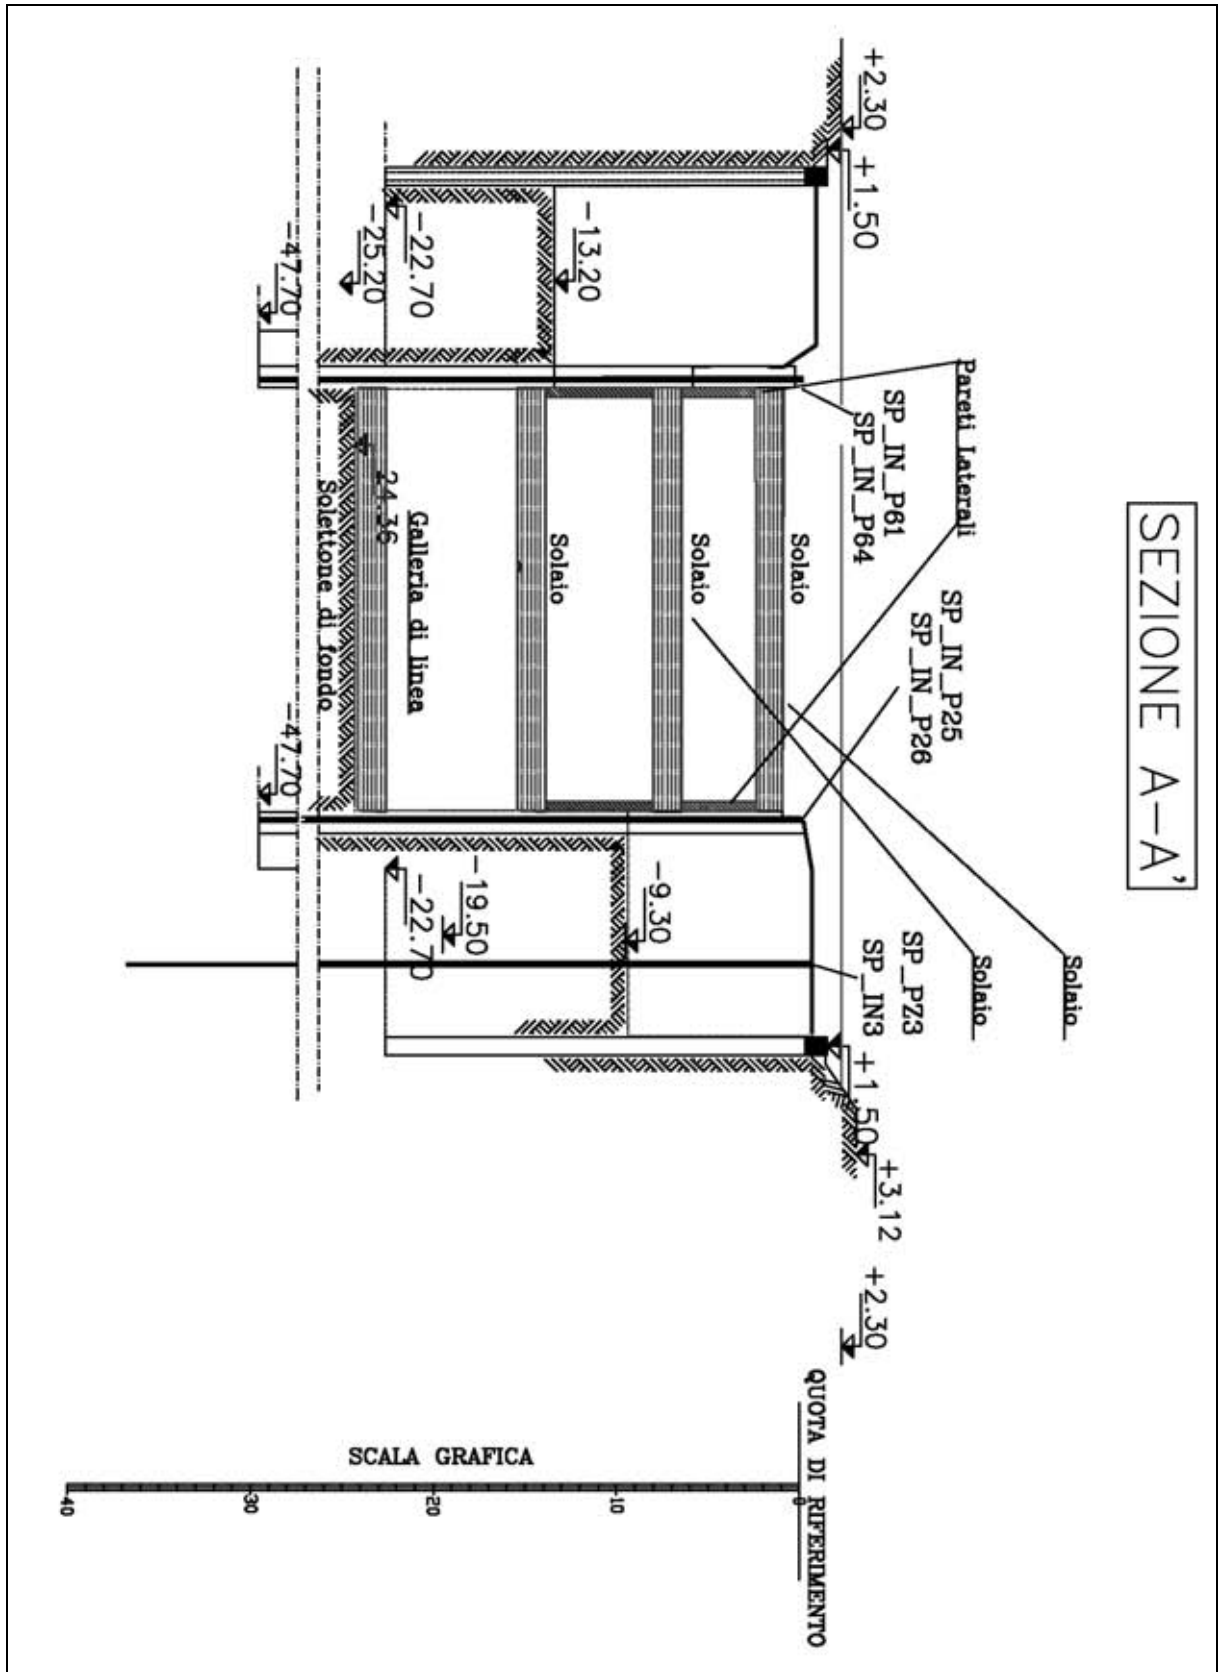 SEZIONE A-A'
Solaio
Solaio
Pareti Laterali
SP_IN_P25
SP_IN_P26
SP_IN_P61
SP_IN_P64
SP_PZ3
SP_IN3
+2.30
+1.50
+1.50
+3.12
+2.30
Solaio
Solaio
Solaio
-13.20
-9.30
-22.70
-25.20
-47.70
Galleria di linea
24.36
Solettone di fondo
-19.50
-22.70
-47.70
QUOTA DI RIFERIMENTO
SCALA GRAFICA
0
-10
-20
-30
-40